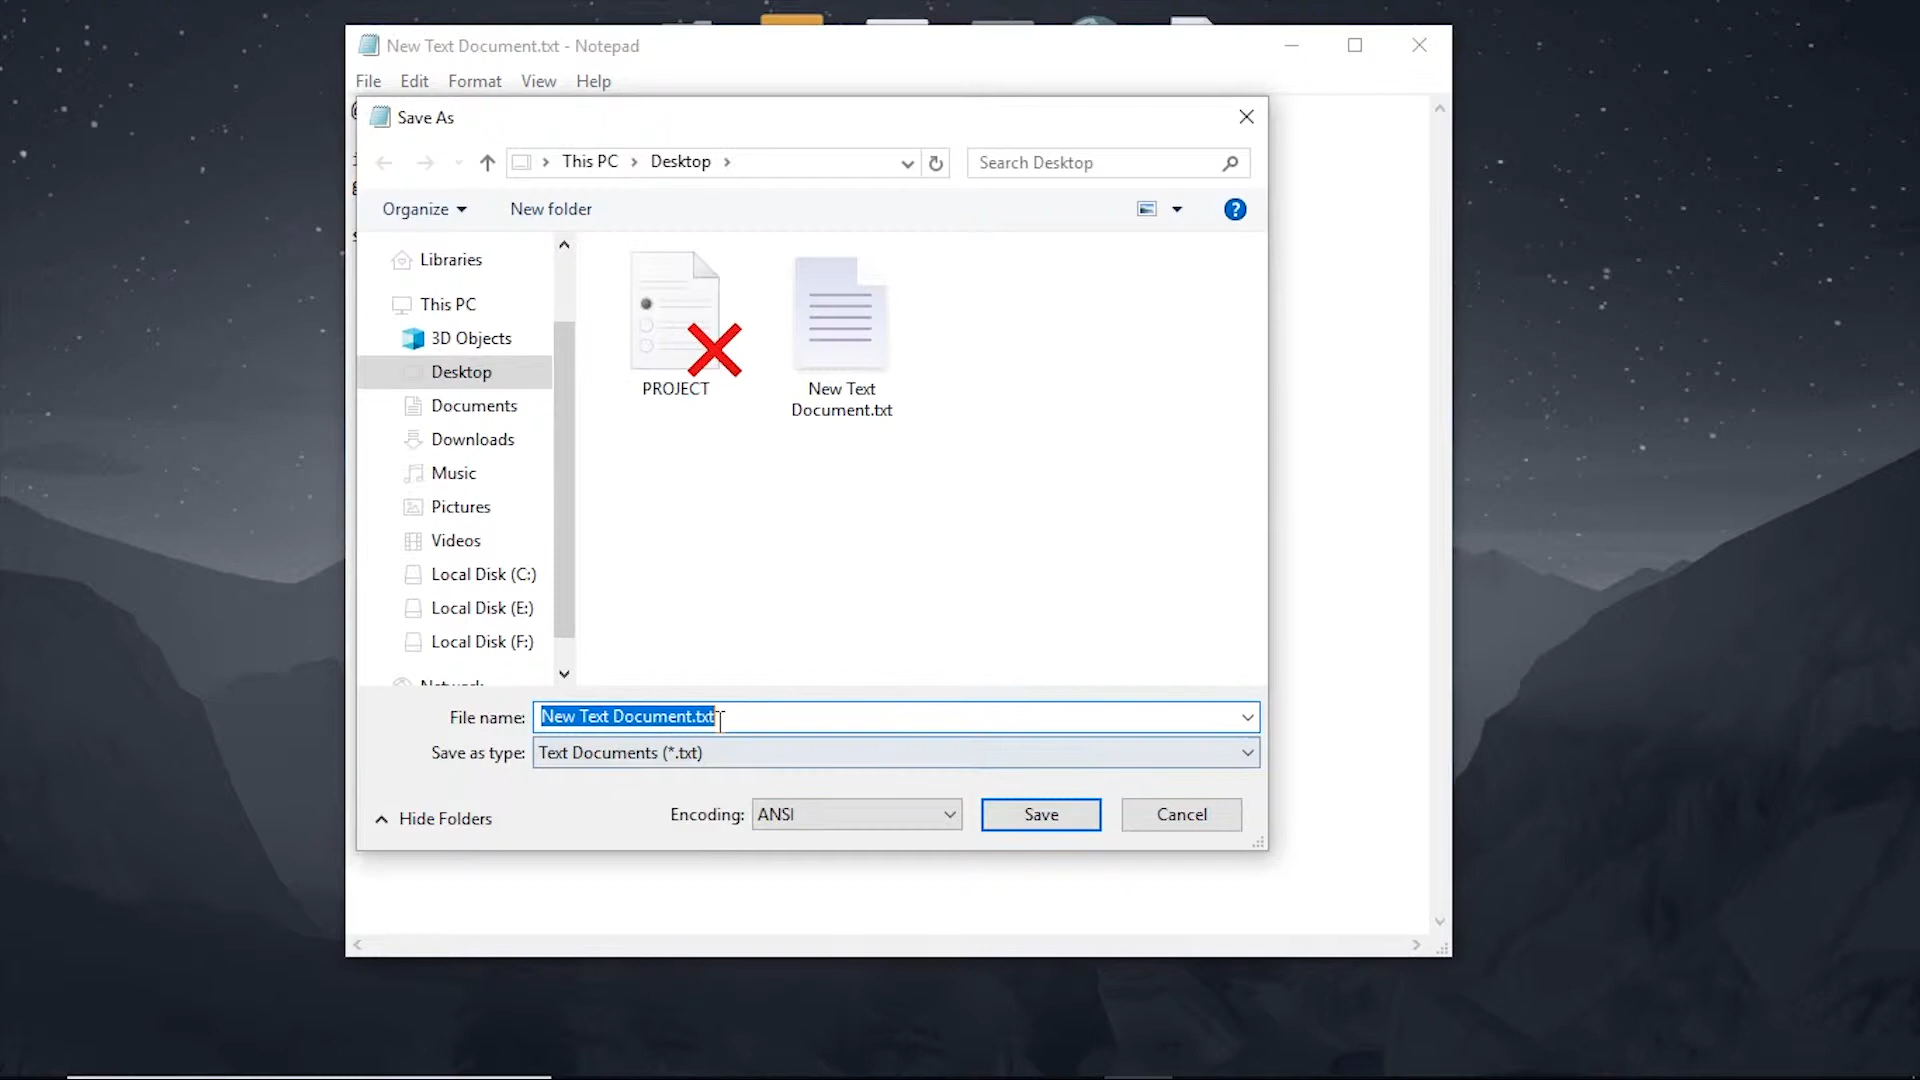 New Text Document.txt - Notepad
File Edit Format View Help
Save As
This PC Desktop
Search Desktop
Organize New folder
?
Libraries
This PC
3D Objects
Desktop
Documents
Downloads
Music
Pictures
Videos
Local Disk (C:)
Local Disk (E:)
Local Disk (F:)
PROJECT
New Text
Document.txt
File name: New Text Document.txt
Save as type: Text Documents (*.txt)
Hide Folders
Encoding: ANSI
Save
Cancel